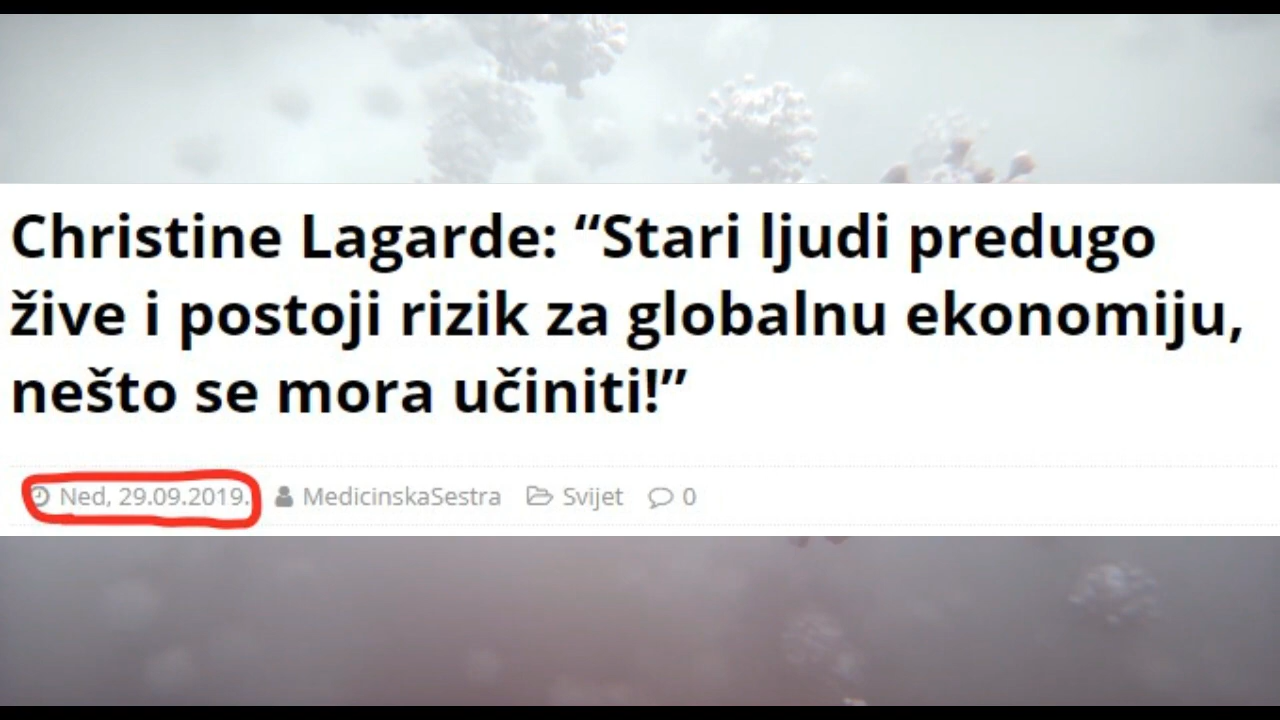 Christine Lagarde: “Stari ljudi predugo
žive i postoji rizik za globalnu ekonomiju,
nešto se mora učiniti!”
Ned, 29.09.2019. MedicinskaSestra Svijet 0